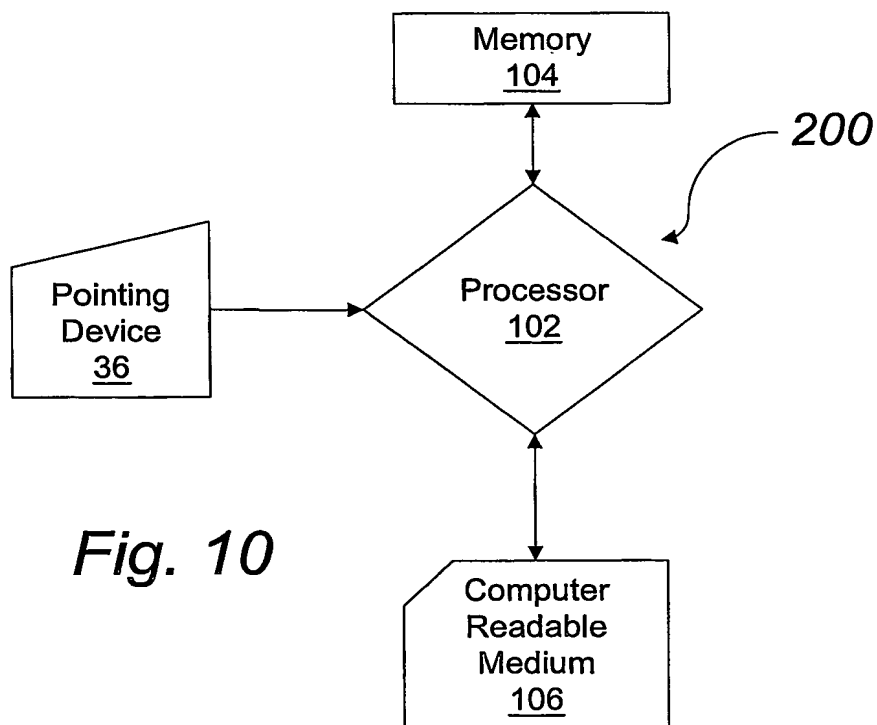 Memory
104
200
Pointing
Device
36
Processor
102
Fig. 10
Computer
Readable
Medium
106